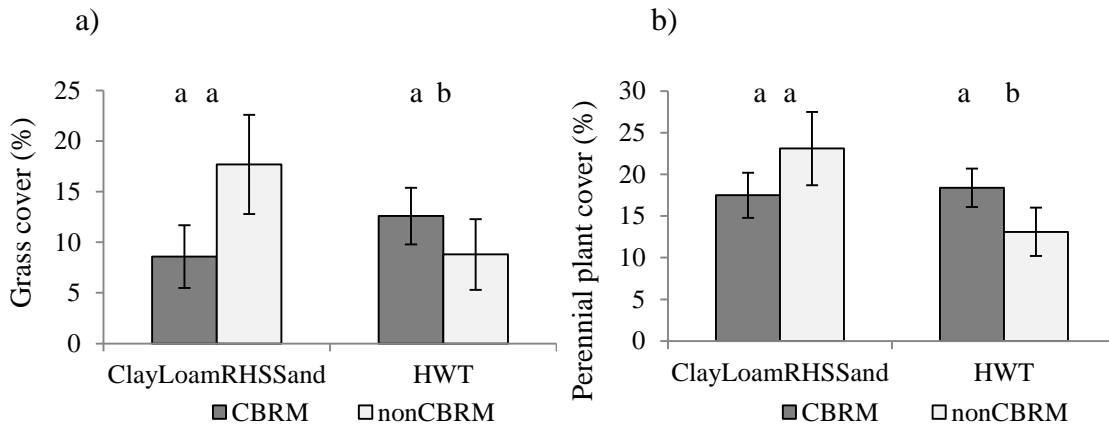 a)
Grass cover (%)
25
20
15
10
5
0
a a
a b
ClayLoamRHSSand
HWT
CBRM
nonCBRM
b)
Perennial plant cover (%)
30
25
20
15
10
5
0
a a
a b
ClayLoamRHSSand
HWT
CBRM
nonCBRM